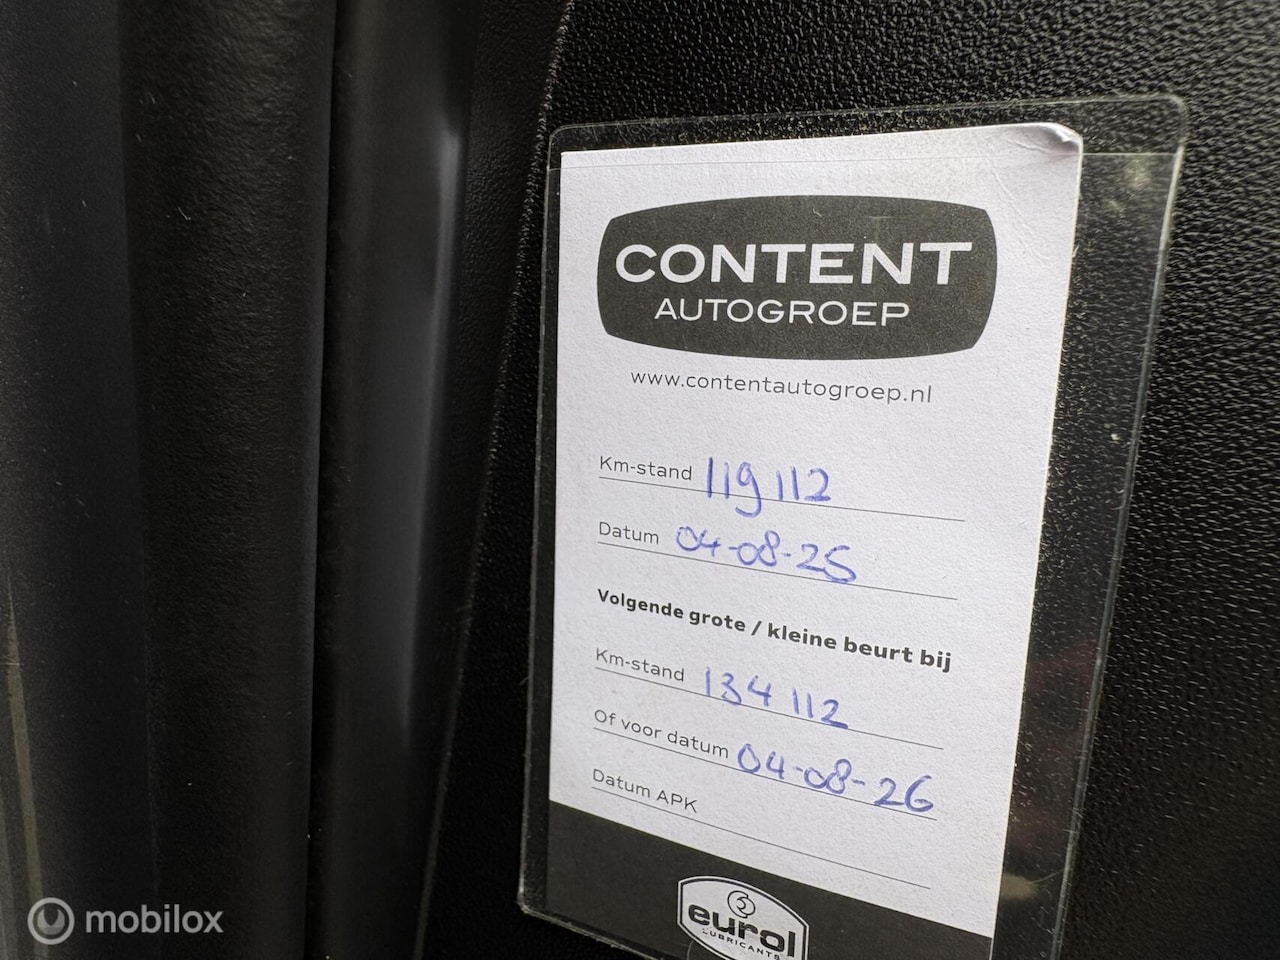 CONTENT
AUTOGROEP
www.contentautogroep.nl
Km-stand 119112
Datum 04-08-25
Volgende grote / kleine beurt bij
Km-stand 134112
Of voor datum 04-08-26
Datum APK
eurol
LUBRICANTS
mobilox